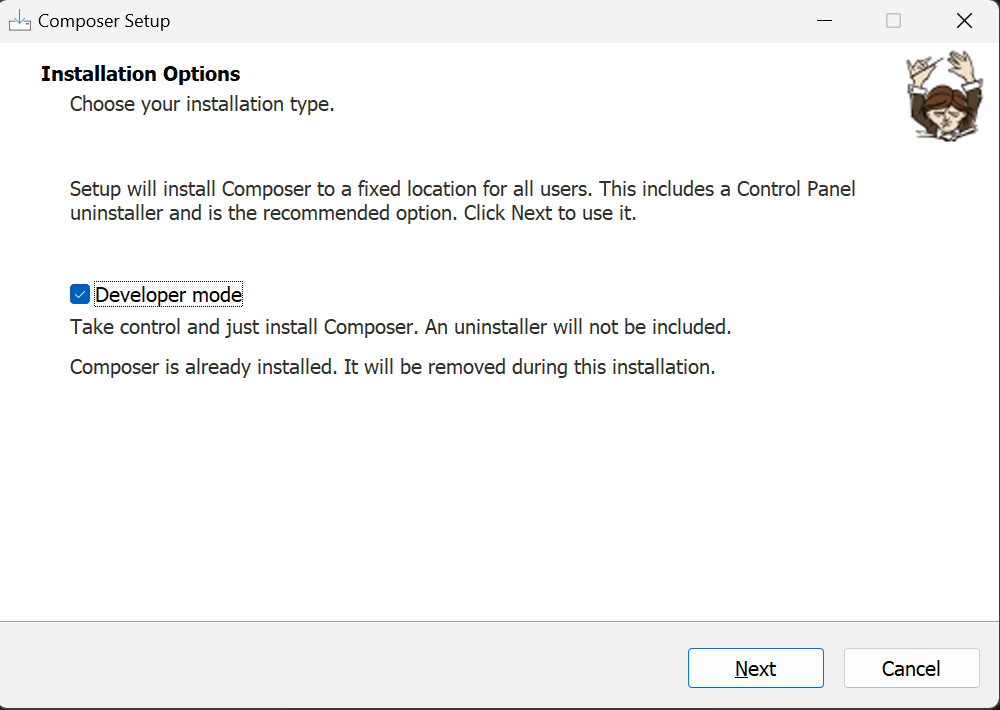 Composer Setup
Installation Options
Choose your installation type.
Setup will install Composer to a fixed location for all users. This includes a Control Panel
uninstaller and is the recommended option. Click Next to use it.
Developer mode
Take control and just install Composer. An uninstaller will not be included.
Composer is already installed. It will be removed during this installation.
Next
Cancel